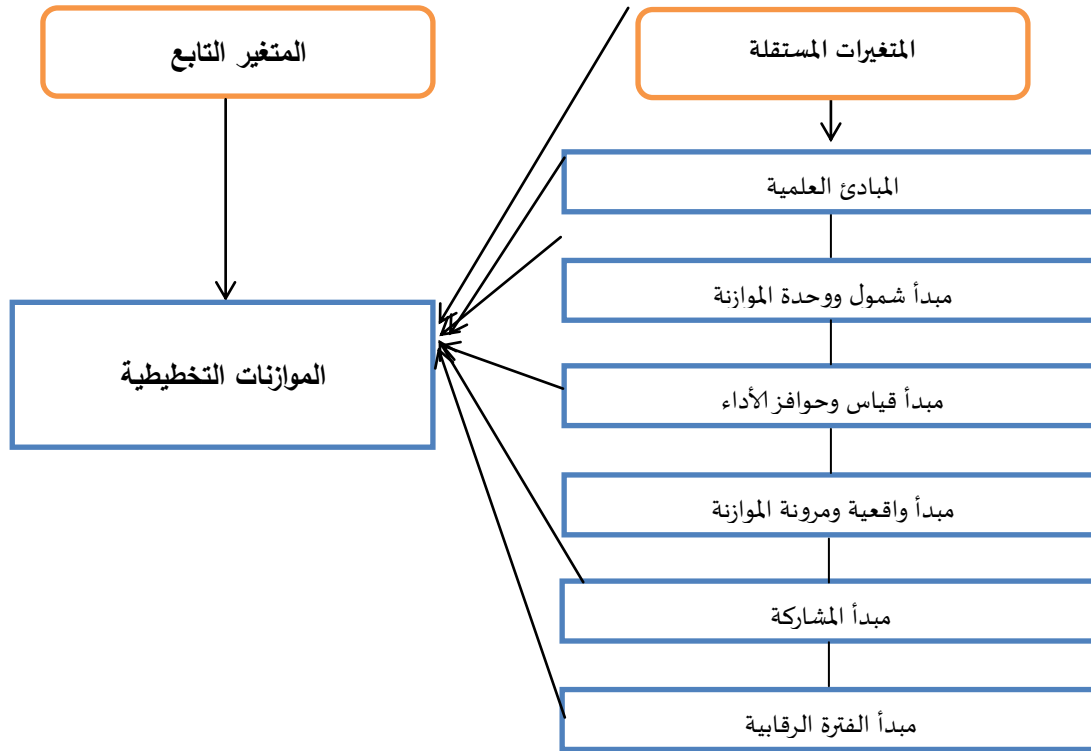 المتغيرات المستقلة
المتغير التابع
المبادئ العلمية
مبدأ شمول ووحدة الموازنة
الموازنات التخطيطية
مبدأ قياس وحوافز الأداء
مبدأ واقعية ومرونة الموازنة
مبدأ المشاركة
مبدأ الفترة الرقابية